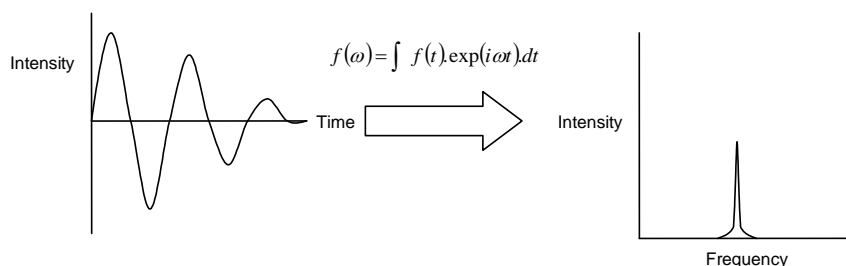 Intensity
f(ω)=∫ f(t).exp(iωt).dt
Time
Intensity
Frequency